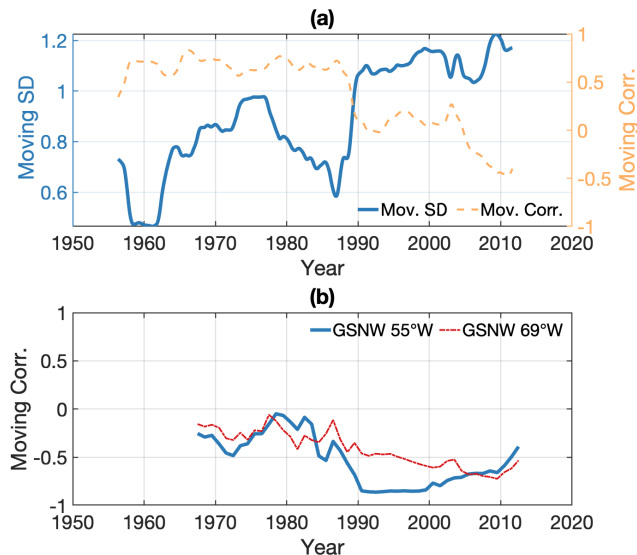 (a)
1.2
1
0.8
0.6
Moving SD
1
0.5
0
-0.5
-1
Moving Corr.
Mov. SD Mov. Corr.
1950 1960 1970 1980 1990 2000 2010 2020
Year
(b)
1
0.5
0
-0.5
-1
Moving Corr.
GSNW 55°W GSNW 69°W
1950 1960 1970 1980 1990 2000 2010 2020
Year